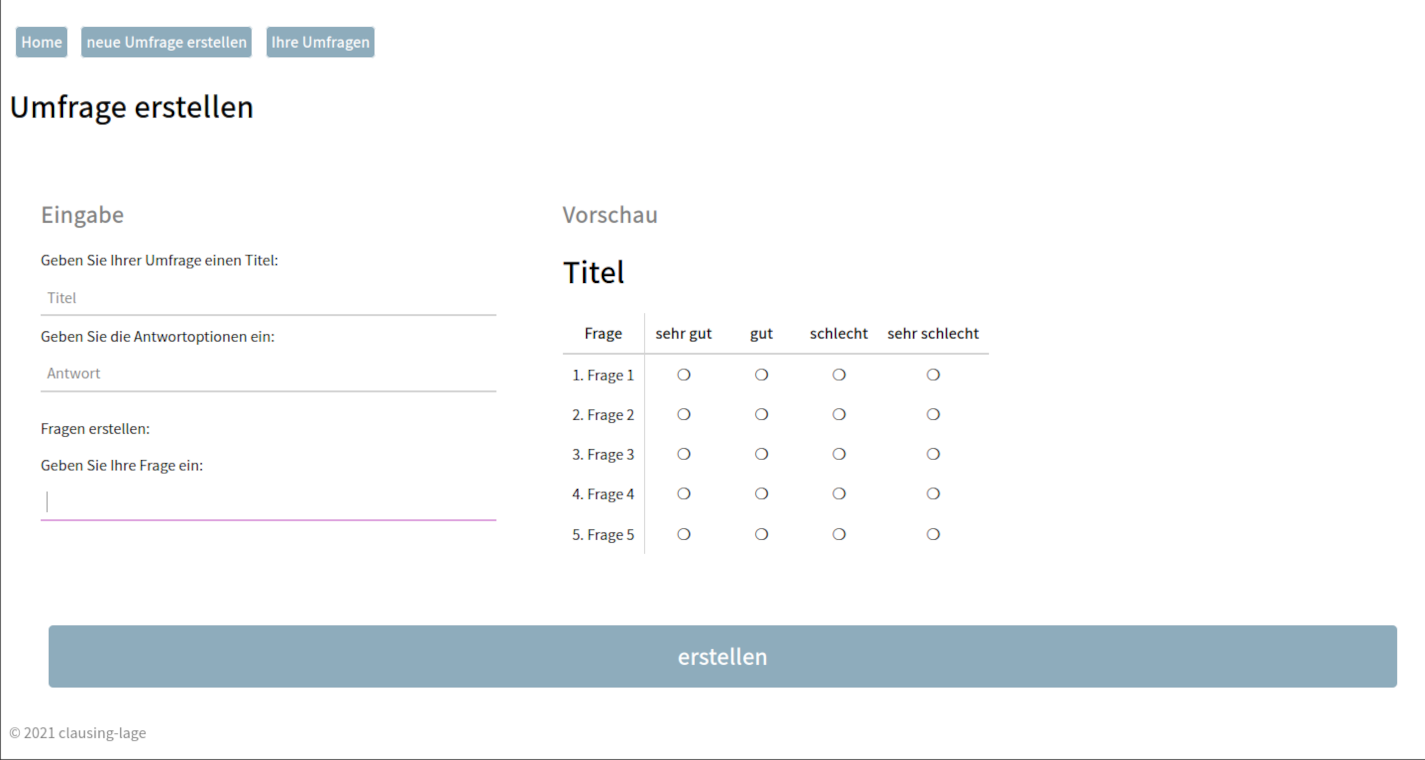 Home neue Umfrage erstellen Ihre Umfragen
Umfrage erstellen
Eingabe
Geben Sie Ihrer Umfrage einen Titel:
Titel
Geben Sie die Antwortoptionen ein:
Antwort
Fragen erstellen:
Geben Sie Ihre Frage ein:
Vorschau
Titel
Frage sehr gut gut schlecht sehr schlecht
1. Frage 1
2. Frage 2
3. Frage 3
4. Frage 4
5. Frage 5
erstellen
© 2021 clausing-lage